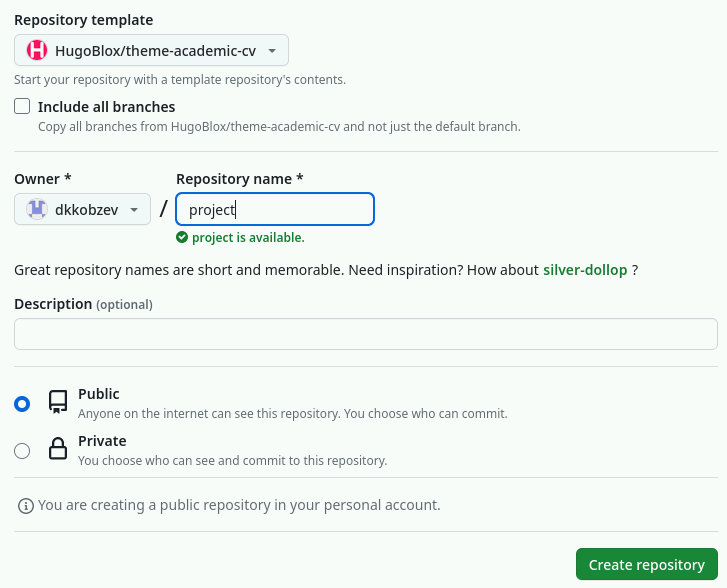 Repository template
HugoBlox/theme-academic-cv
Start your repository with a template repository's contents.
Include all branches
Copy all branches from HugoBlox/theme-academic-cv and not just the default branch.
Owner *
Repository name *
dkkobzev
/
project
project is available.
Great repository names are short and memorable. Need inspiration? How about silver-dollop ?
Description (optional)
Public
Anyone on the internet can see this repository. You choose who can commit.
Private
You choose who can see and commit to this repository.
You are creating a public repository in your personal account.
Create repository